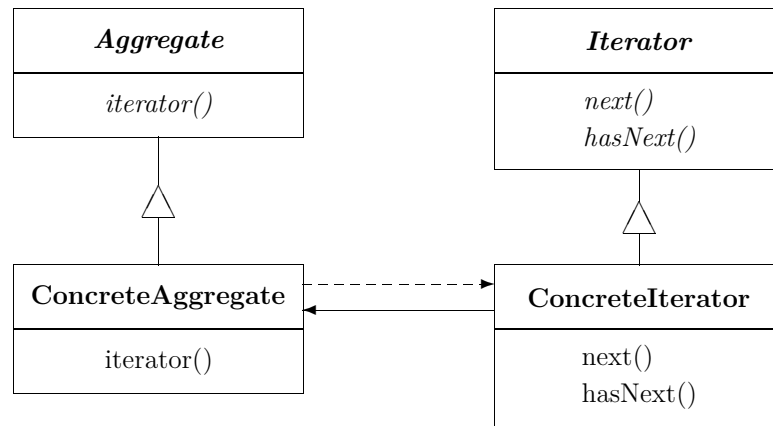 Aggregate
iterator()
Iterator
next()
hasNext()
ConcreteAggregate
iterator()
ConcreteIterator
next()
hasNext()